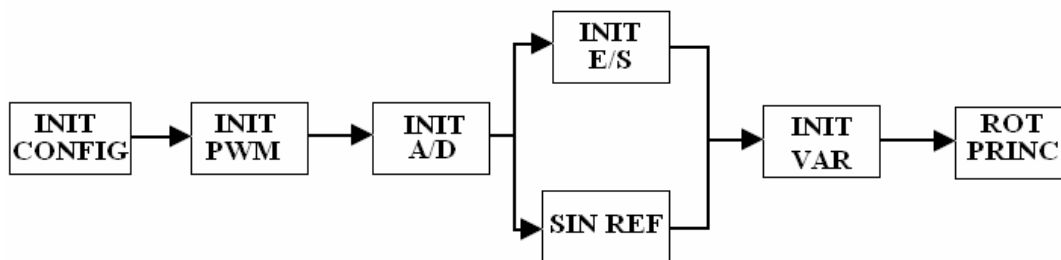 INIT
CONFIG
INIT
PWM
INIT
A/D
INIT
E/S
SIN REF
INIT
VAR
ROT
PRINC